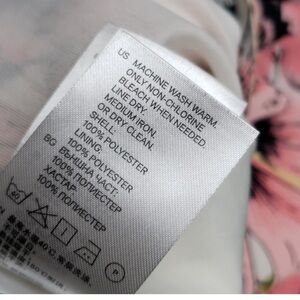 US MACHINE WASH WARM.
ONLY NON-CHLORINE
BLEACH WHEN NEEDED.
LINE DRY.
MEDIUM IRON.
OR DRY CLEAN.
SHELL:
100% POLYESTER
LINING:
100% POLYESTER
BG ВЪНШНА ЧАСТ:
100% ПОЛИЕСТЕР
ХАСТАР:
100% ПОЛИЕСТЕР
P